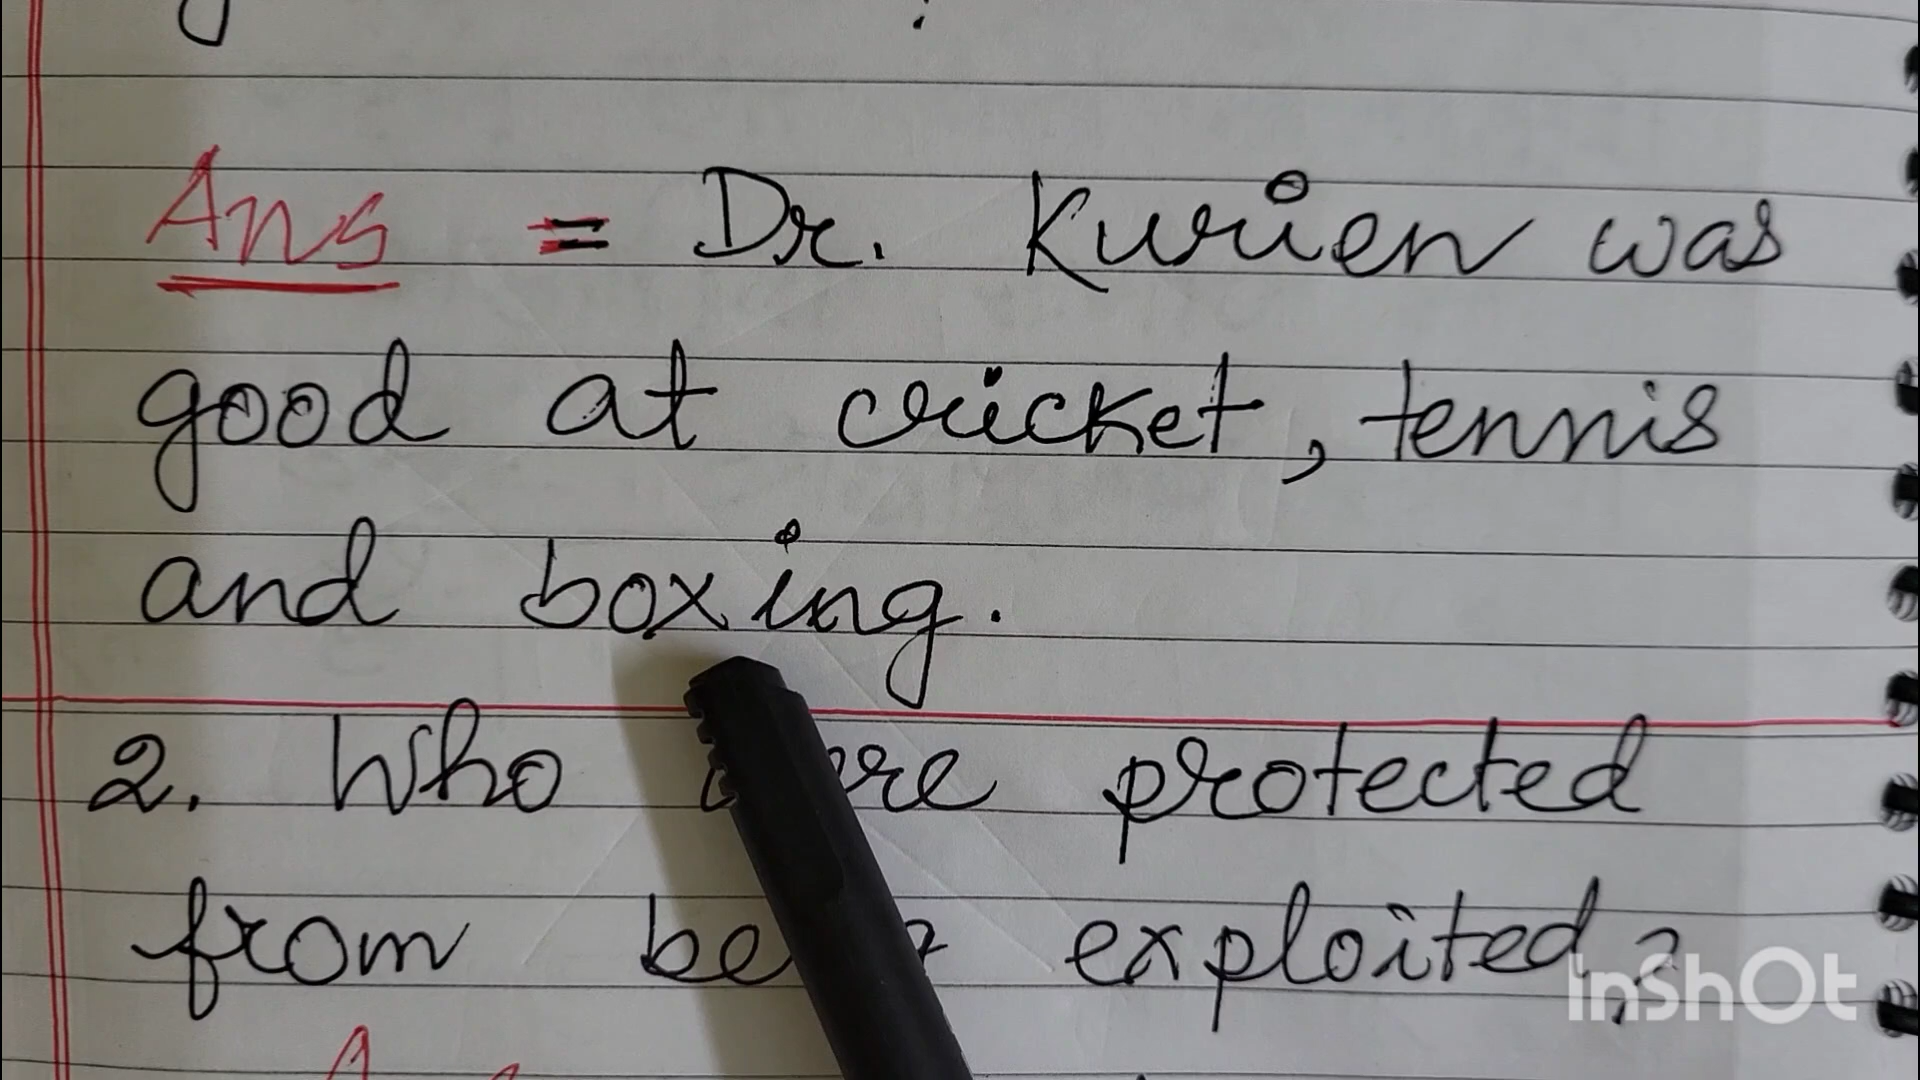 Ans = Dr. Kurien was
good at cricket, tennis
and boxing.
2. Who protected
from exploited?
InShOt